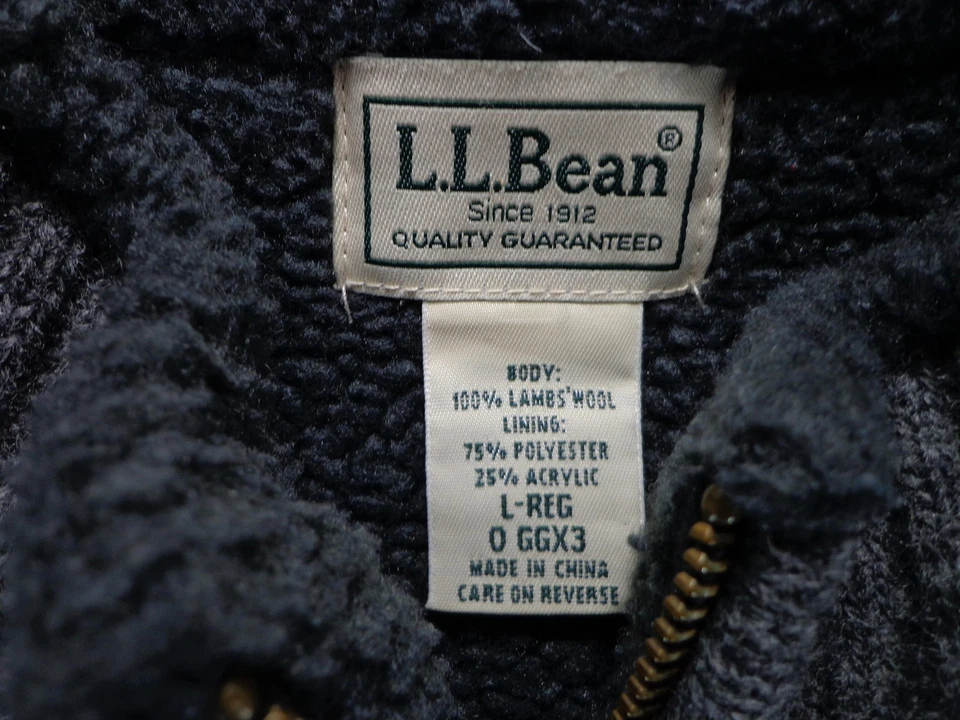 L.L.Bean®
Since 1912
QUALITY GUARANTEED
BODY:
100% LAMBS'WOOL
LINING:
75% POLYESTER
25% ACRYLIC
L-REG
0 GGX3
MADE IN CHINA
CARE ON REVERSE